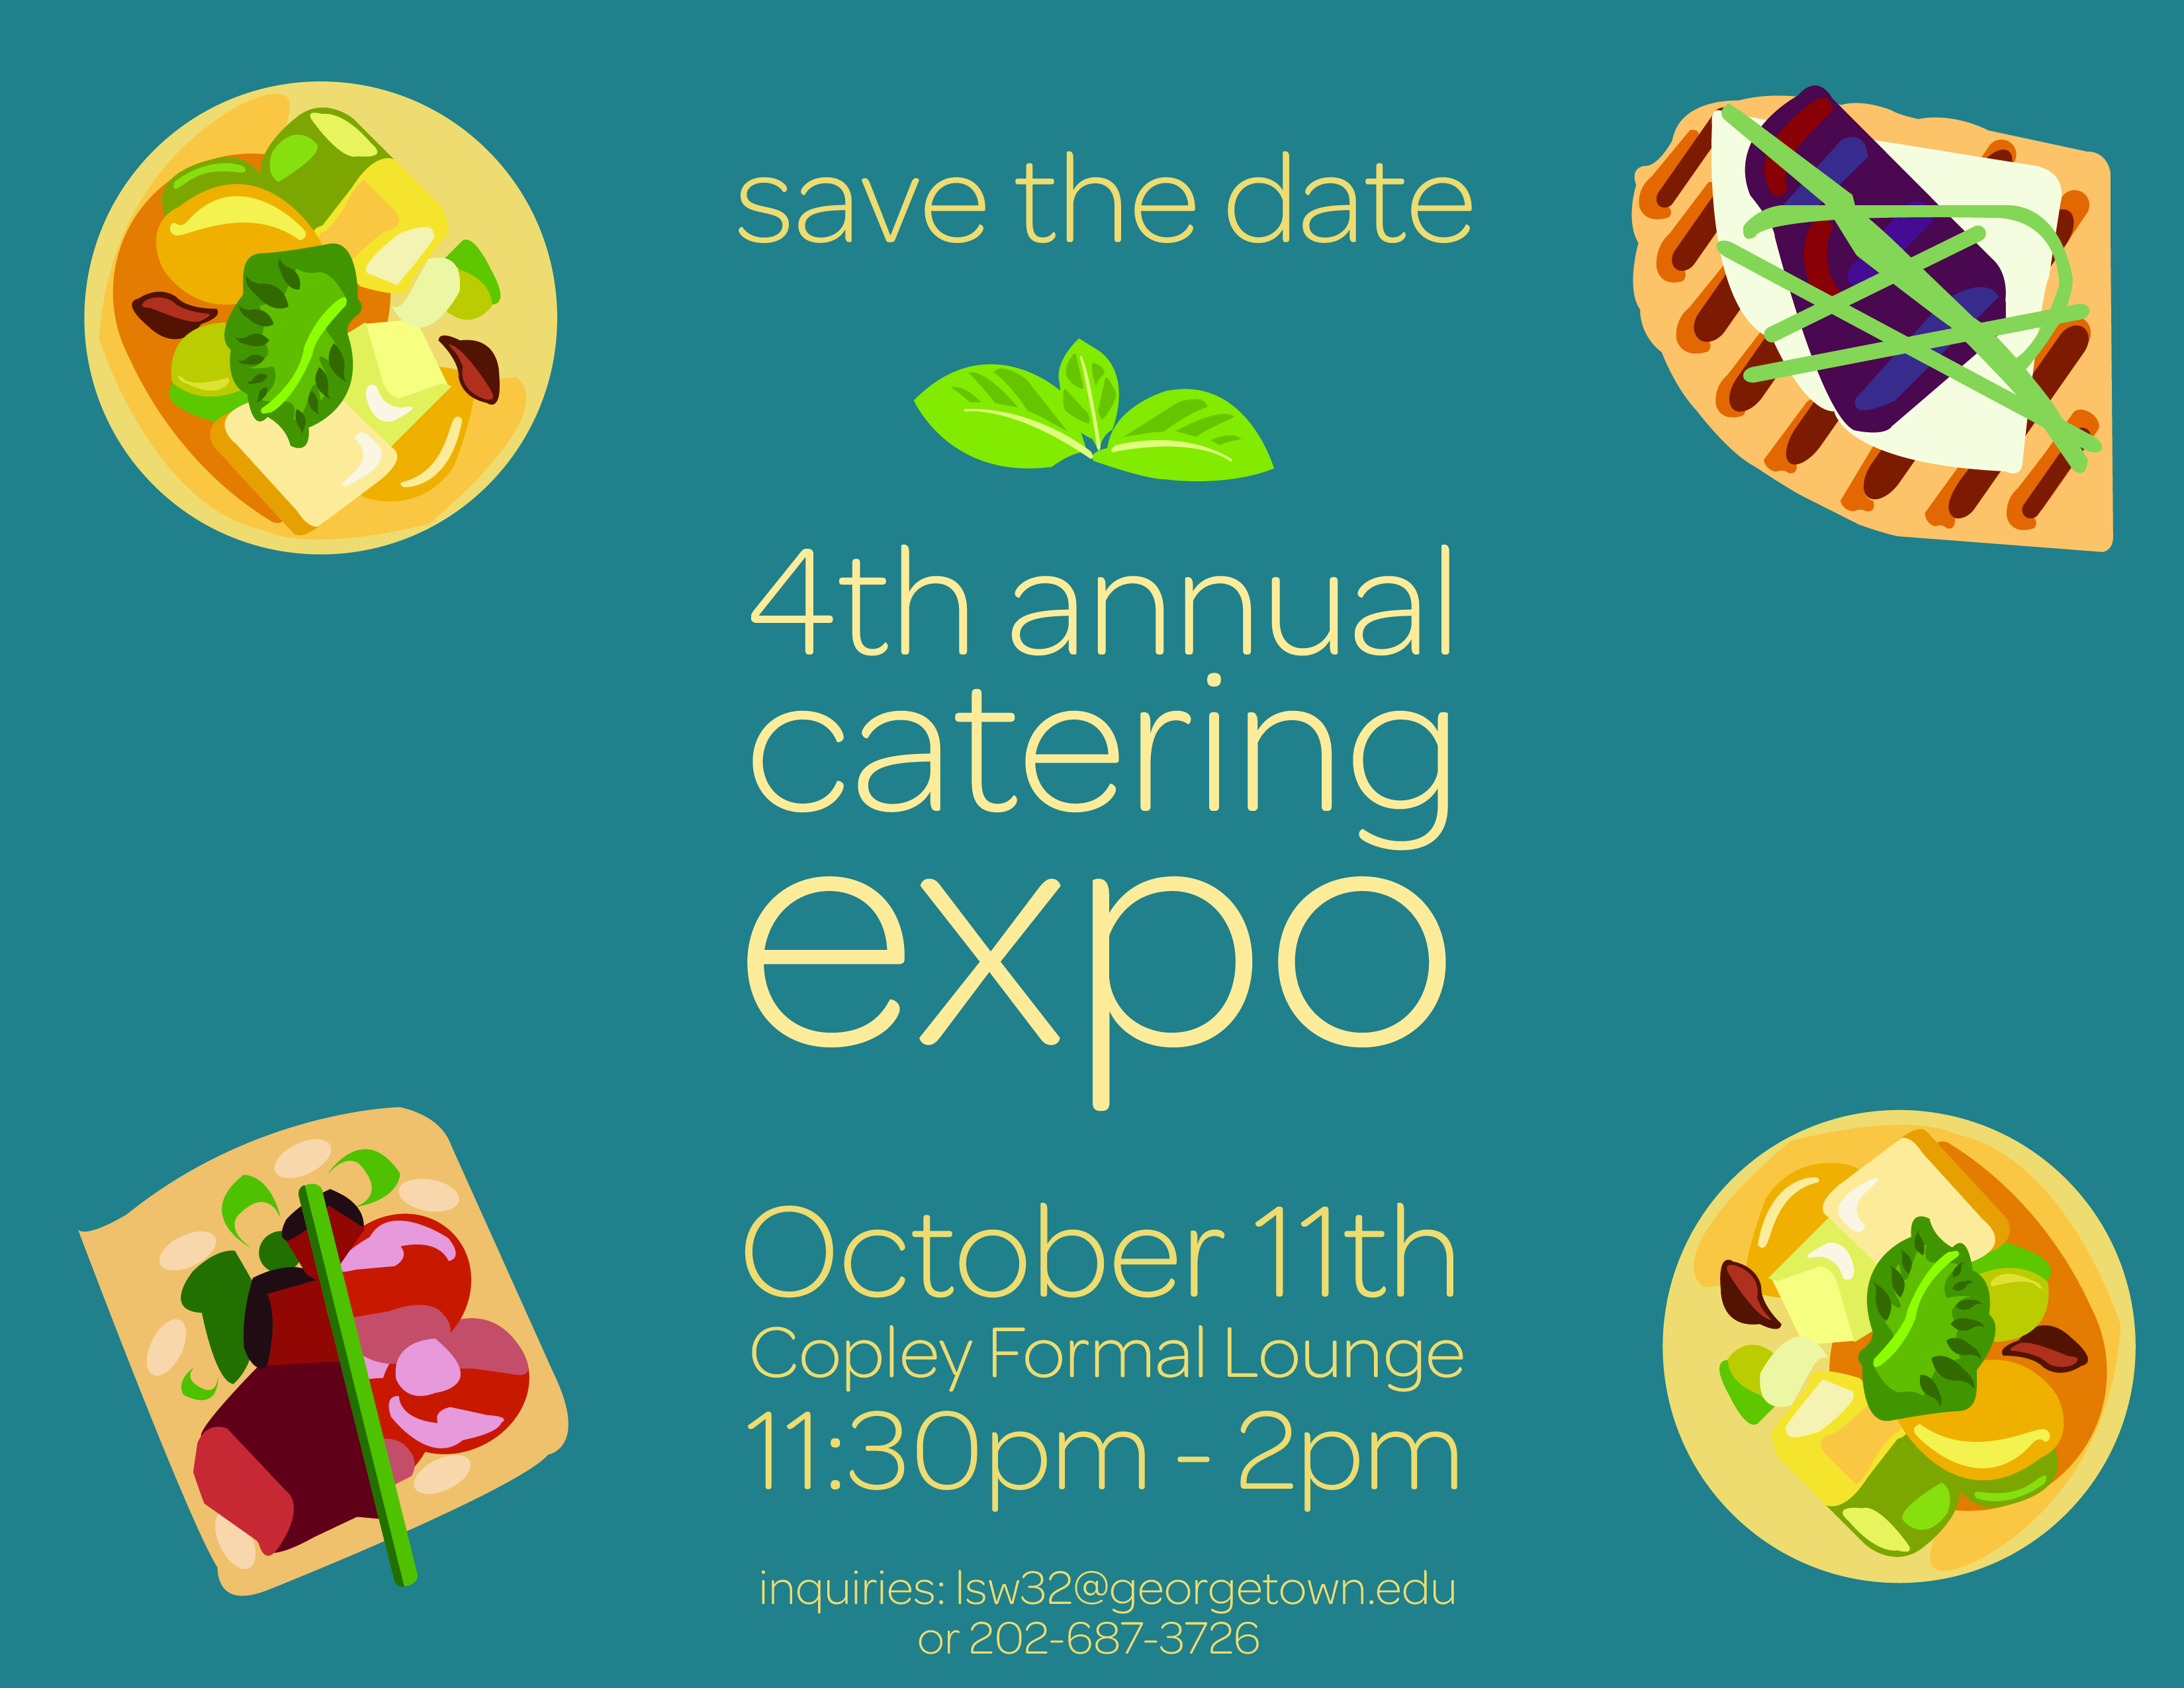 save the date
4th annual
catering
expo
October 11th
Copley Formal Lounge
11:30pm - 2pm
inquiries: lsw32@georgetown.edu
or 202-687-3726